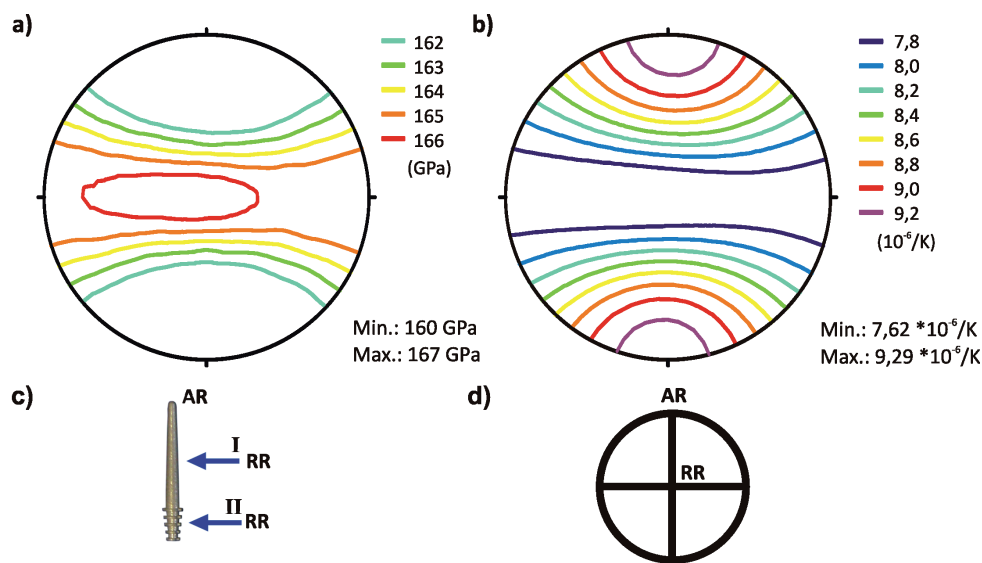 a)
162
163
164
165
166
(GPa)
Min.: 160 GPa
Max.: 167 GPa
b)
7,8
8,0
8,2
8,4
8,6
8,8
9,0
9,2
(10⁻⁶/K)
Min.: 7,62 *10⁻⁶/K
Max.: 9,29 *10⁻⁶/K
c)
AR
I
RR
II
RR
d)
AR
RR